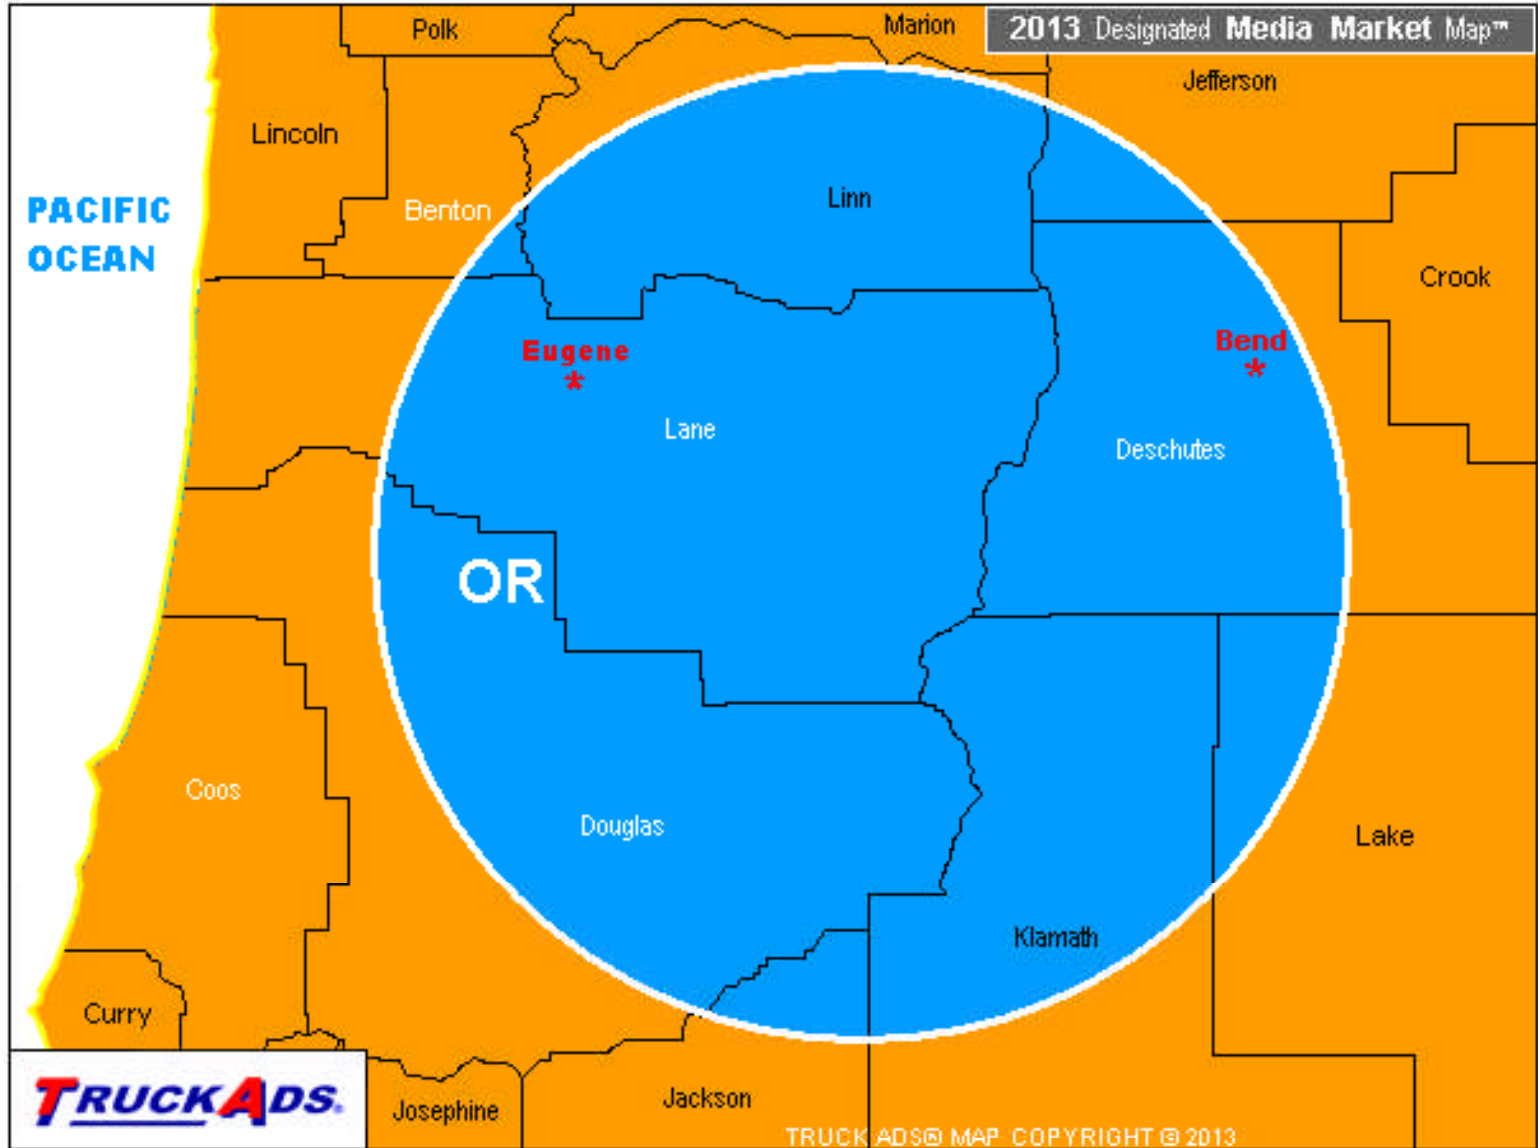 Polk
Marion
2013 Designated Media Market Map™
Jefferson
Lincoln
Linn
PACIFIC
OCEAN
Benton
Crook
Eugene
*
Bend
*
Lane
Deschutes
OR
Coos
Douglas
Lake
Klamath
Curry
TRUCKADS.
Josephine
Jackson
TRUCK ADS® MAP COPYRIGHT © 2013